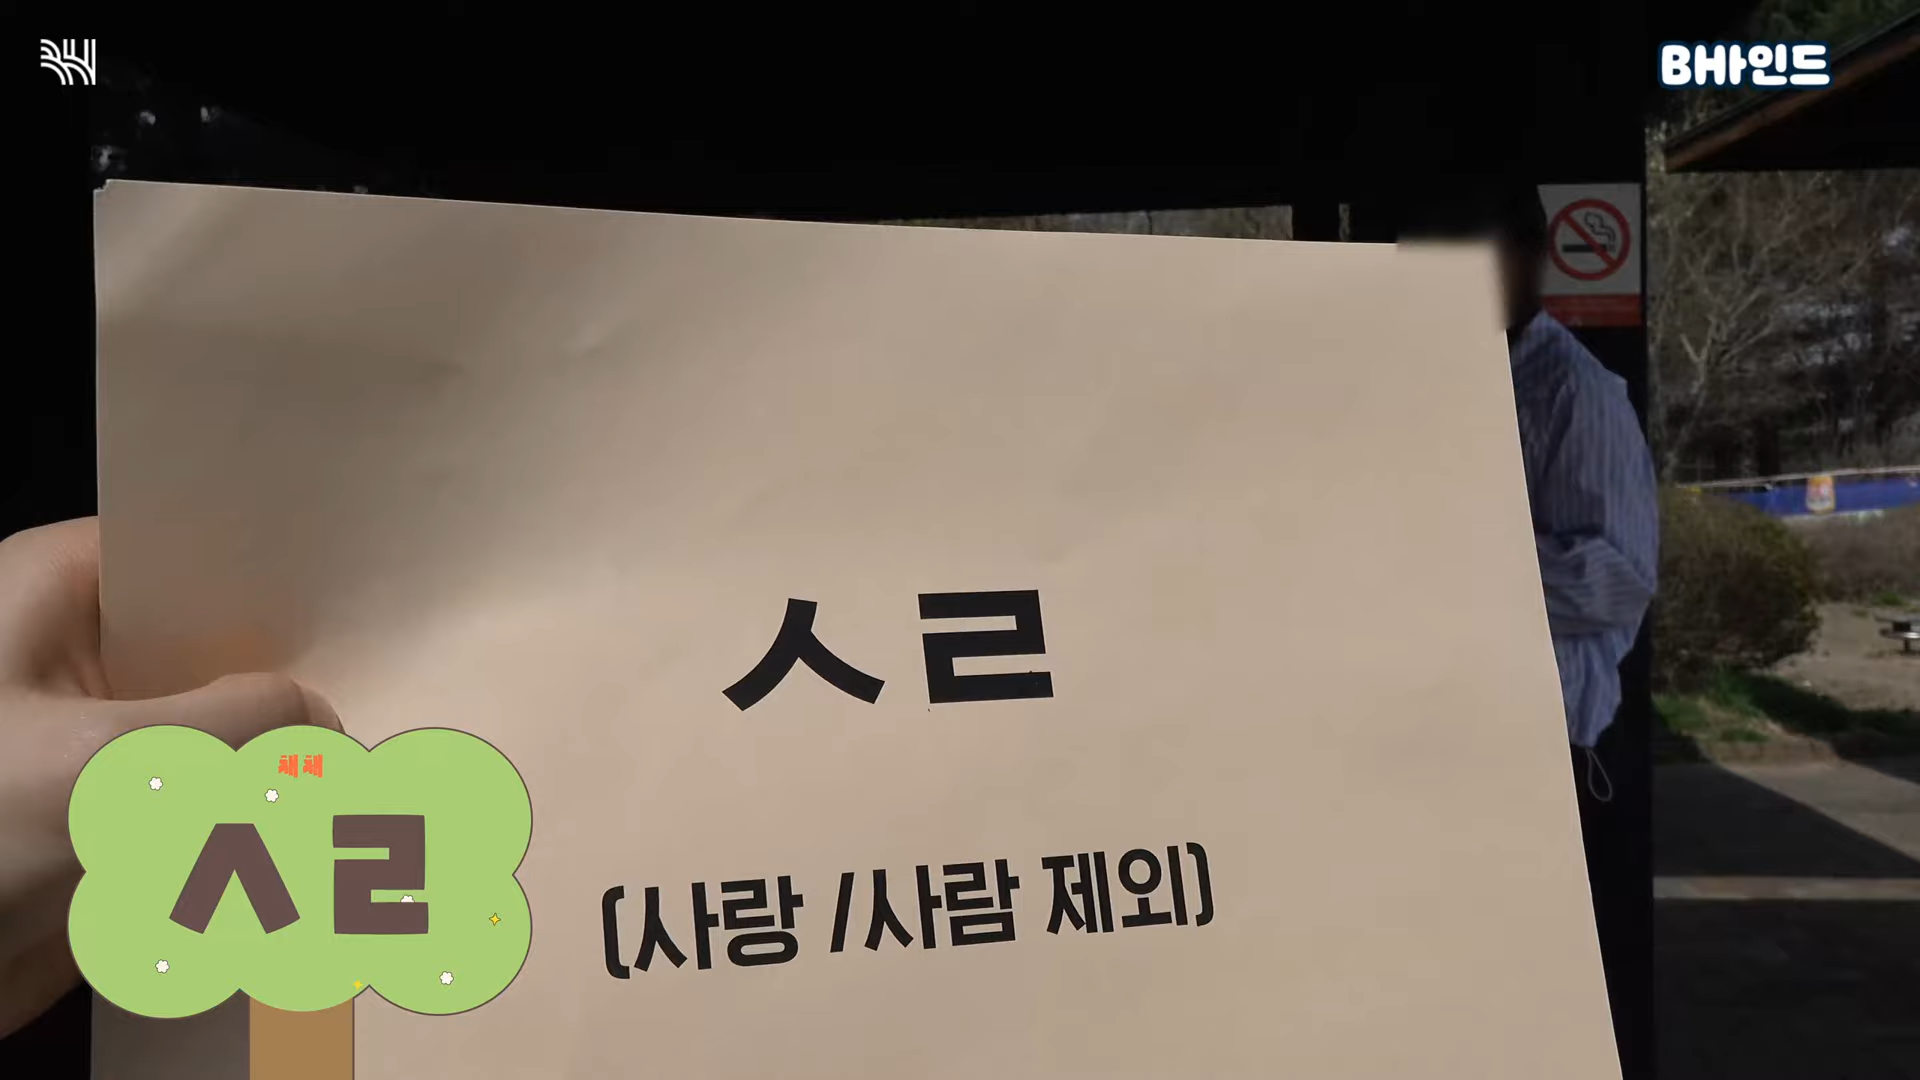 B바인드
ㅅㄹ
(사랑 / 사람 제외)
채채
ㅅㄹ